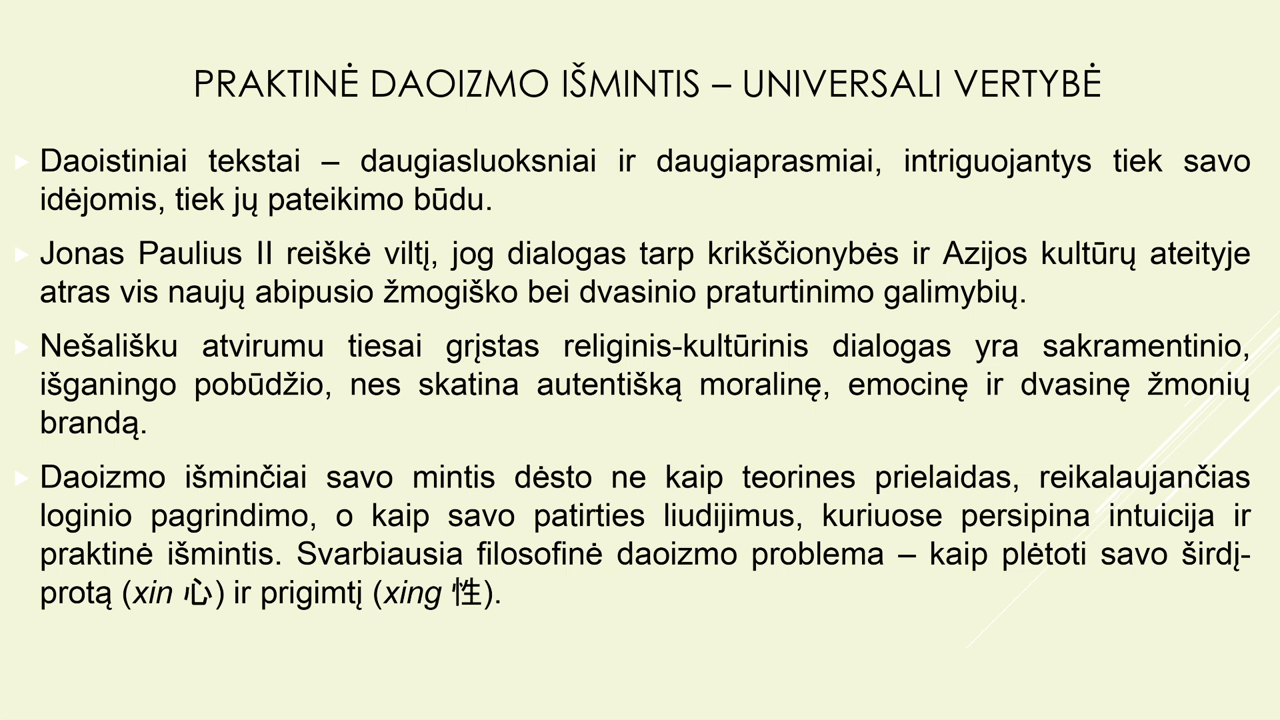 PRAKTINĖ DAOIZMO IŠMINTIS – UNIVERSALI VERTYBĖ
Daoistiniai tekstai – daugiasluoksniai ir daugiaprasmiai, intriguojantys tiek savo
idėjomis, tiek jų pateikimo būdu.
Jonas Paulius II reiškė viltį, jog dialogas tarp krikščionybės ir Azijos kultūrų ateityje
atras vis naujų abipusio žmogiško bei dvasinio praturtinimo galimybių.
Nešališku atvirumu tiesai grįstas religinis-kultūrinis dialogas yra sakramentinio,
išganingo pobūdžio, nes skatina autentišką moralinę, emocinę ir dvasinę žmonių
brandą.
Daoizmo išminčiai savo mintis dėsto ne kaip teorines prielaidas, reikalaujančias
loginio pagrindimo, o kaip savo patirties liudijimus, kuriuose persipina intuicija ir
praktinė išmintis. Svarbiausia filosofinė daoizmo problema – kaip plėtoti savo širdį-
protą (xin 心) ir prigimtį (xing 性).